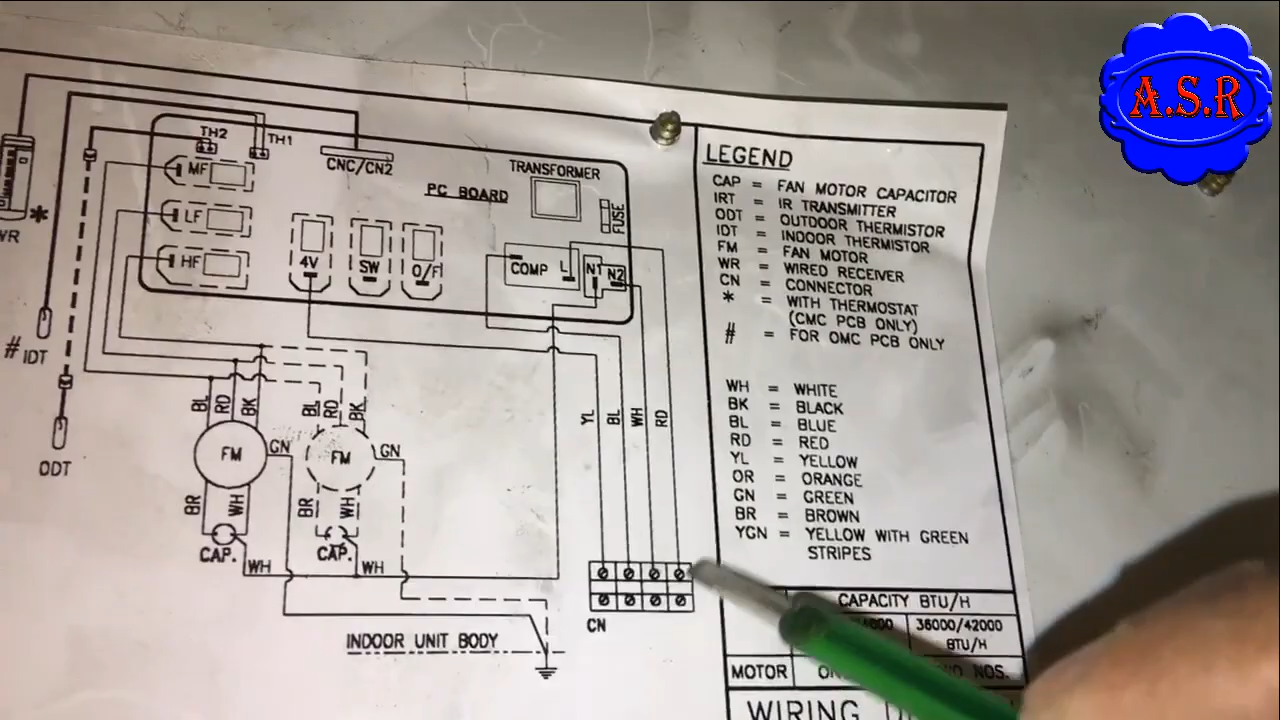 A.S.R
TH2
TH1
MF
CNC/CN2
TRANSFORMER
PC BOARD
FUSE
LF
HF
4V
SW
O/F
COMP
L
N1
N2
*
WR
#
IDT
ODT
BL
RD
BK
BL
RD
BK
FM
GN
FM
GN
BR
WH
BR
WH
CAP.
CAP.
WH
WH
YL
BL
WH
RD
CN
INDOOR UNIT BODY
LEGEND
CAP = FAN MOTOR CAPACITOR
IRT = IR TRANSMITTER
ODT = OUTDOOR THERMISTOR
IDT = INDOOR THERMISTOR
FM = FAN MOTOR
WR = WIRED RECEIVER
CN = CONNECTOR
* = WITH THERMOSTAT
(CMC PCB ONLY)
# = FOR OMC PCB ONLY
WH = WHITE
BK = BLACK
BL = BLUE
RD = RED
YL = YELLOW
OR = ORANGE
GN = GREEN
BR = BROWN
YGN = YELLOW WITH GREEN
STRIPES
CAPACITY BTU/H
36000/42000
BTU/H
MOTOR
NOS.
WIRING